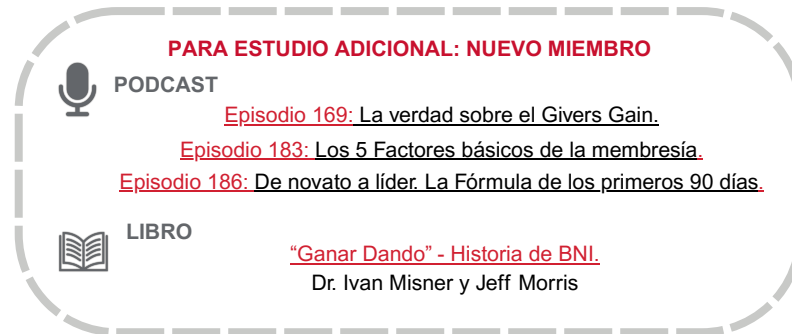 PARA ESTUDIO ADICIONAL: NUEVO MIEMBRO
PODCAST
Episodio 169: La verdad sobre el Givers Gain.
Episodio 183: Los 5 Factores básicos de la membresía.
Episodio 186: De novato a líder. La Fórmula de los primeros 90 días.
LIBRO
“Ganar Dando” - Historia de BNI.
Dr. Ivan Misner y Jeff Morris